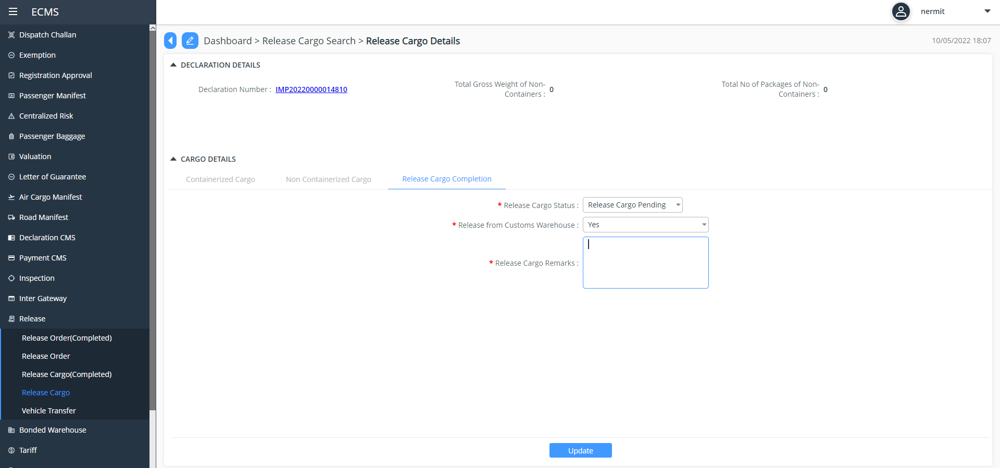 ECMS
nermit
Dispatch Challan
Exemption
Registration Approval
Passenger Manifest
Centralized Risk
Passenger Baggage
Valuation
Letter of Guarantee
Air Cargo Manifest
Road Manifest
Declaration CMS
Payment CMS
Inspection
Inter Gateway
Release
Release Order(Completed)
Release Order
Release Cargo(Completed)
Release Cargo
Vehicle Transfer
Bonded Warehouse
Tariff
Dashboard > Release Cargo Search > Release Cargo Details
10/05/2022 18:07
DECLARATION DETAILS
Declaration Number : IMP20220000014810
Total Gross Weight of Non-
Containers : 0
Total No of Packages of Non-
Containers : 0
CARGO DETAILS
Containerized Cargo Non Containerized Cargo Release Cargo Completion
* Release Cargo Status : Release Cargo Pending
* Release from Customs Warehouse : Yes
* Release Cargo Remarks :
Update